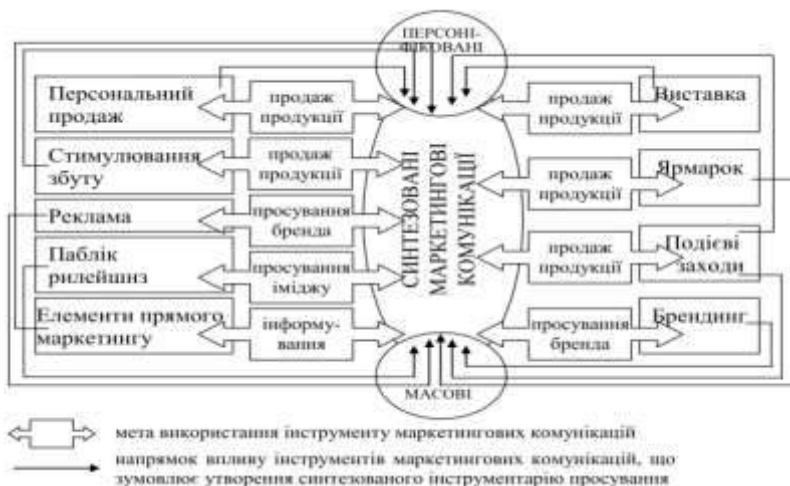 ПЕРСОНІ-
ФІКОВАНІ
Персональний
продаж
продаж
продукції
Стимулювання
збуту
продаж
продукції
Реклама
просування
бренда
Паблік
рилейшнз
просування
іміджу
Елементи прямого
маркетингу
інформу-
вання
СИНТЕЗОВАНІ
МАРКЕТИНГОВІ
КОМУНІКАЦІЇ
продаж
продукції
Виставка
продаж
продукції
Ярмарок
продаж
продукції
Подієві
заходи
просування
бренда
Брендинг
МАСОВІ
мета використання інструменту маркетингових комунікацій
напрямок впливу інструментів маркетингових комунікацій, що
зумовлює утворення синтезованого інструментарію просування